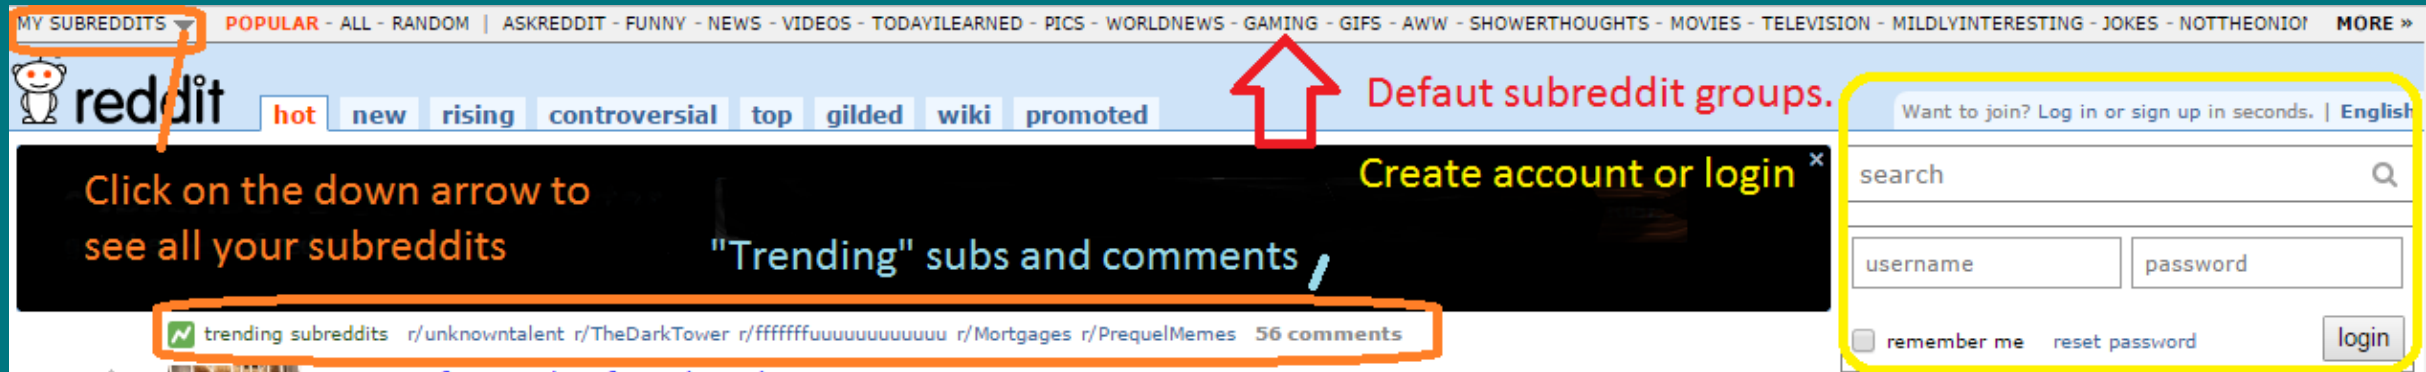 MY SUBREDDITS POPULAR - ALL - RANDOM | ASKREDDIT - FUNNY - NEWS - VIDEOS - TODAYILEARNED - PICS - WORLDNEWS - GAMING - GIFS - AWW - SHOWERTHOUGHTS - MOVIES - TELEVISION - MILDLYINTERESTING - JOKES - NOTTHEONION MORE »
reddit hot new rising controversial top gilded wiki promoted
Defaut subreddit groups.
Want to join? Log in or sign up in seconds. | English
Click on the down arrow to
see all your subreddits
Create account or login ×
"Trending" subs and comments
search
username password
remember me reset password login
trending subreddits r/unknowntalent r/TheDarkTower r/fffffffuuuuuuuuuuuu r/Mortgages r/PrequelMemes 56 comments